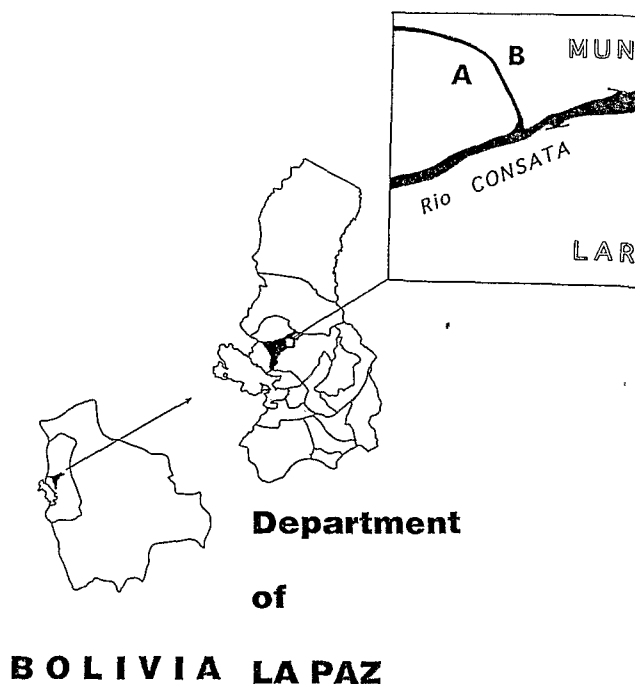 B
MUN
A
Rio CONSATA
LAR
Department
of
BOLIVIA
LA PAZ